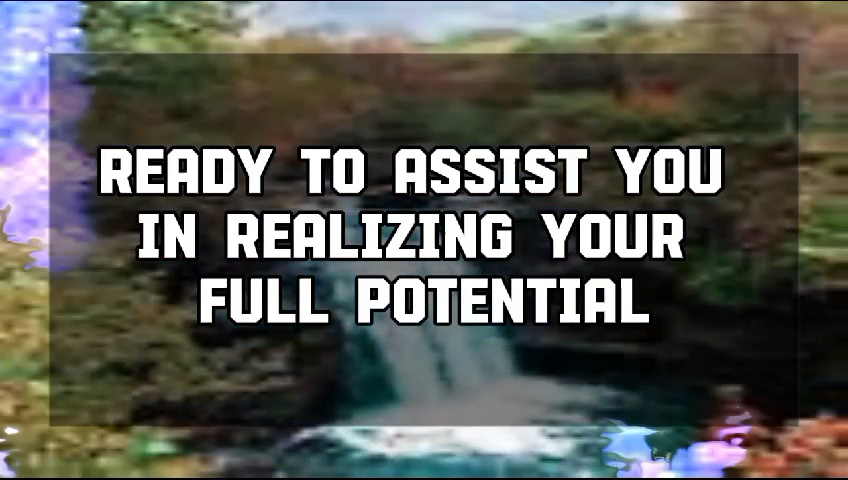 READY TO ASSIST YOU
IN REALIZING YOUR
FULL POTENTIAL